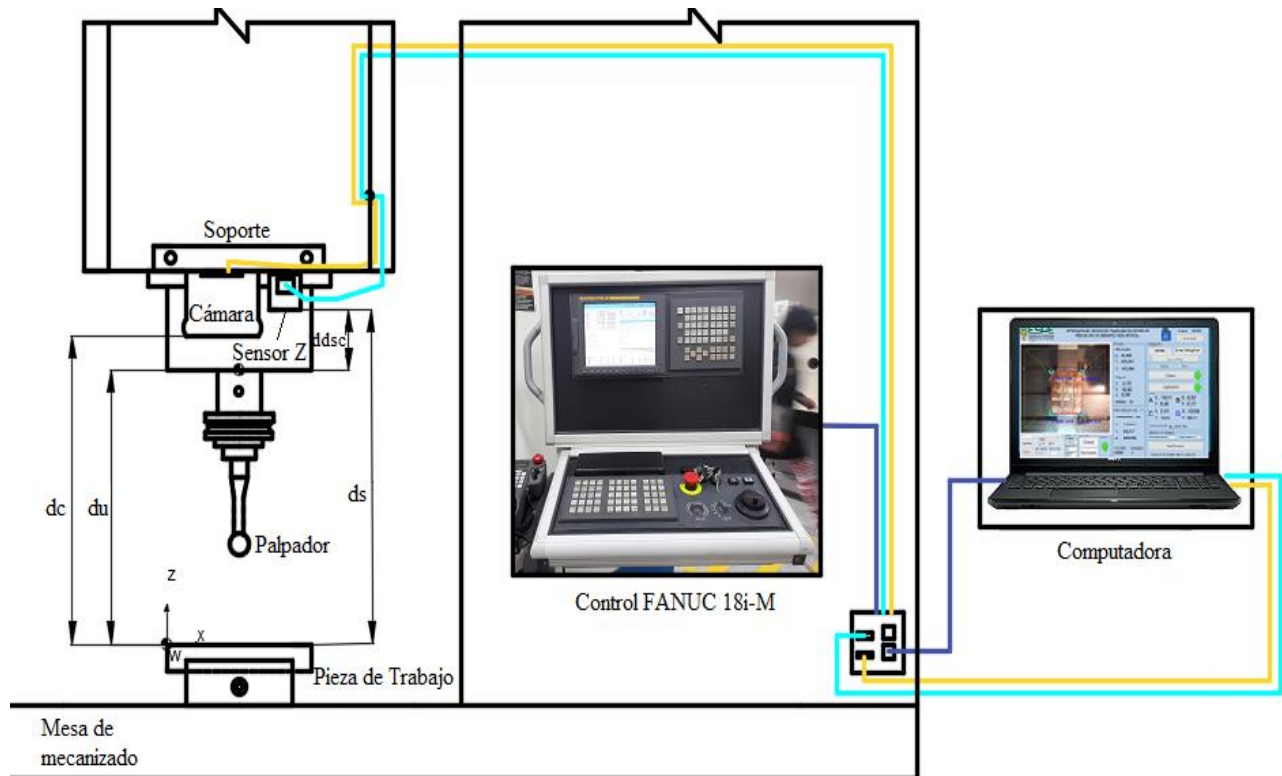 Soporte
Cámara
Sensor Z
ddsc
dc
du
ds
Palpador
Z
X
W
Pieza de Trabajo
Mesa de
mecanizado
Control FANUC 18i-M
Computadora